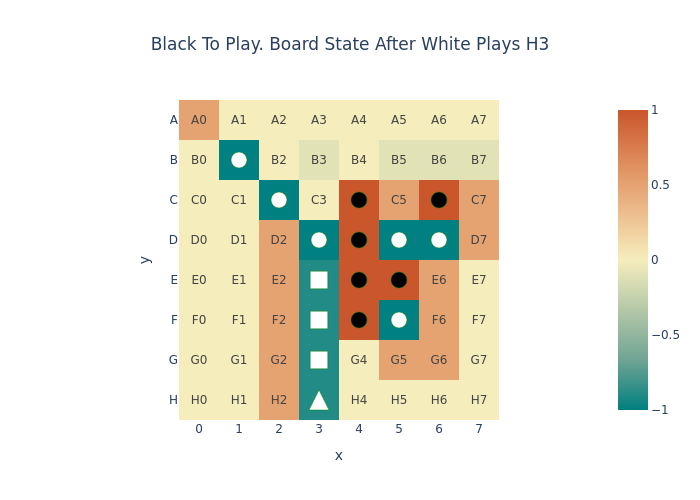 Black To Play. Board State After White Plays H3
A A0 A1 A2 A3 A4 A5 A6 A7
B B0 B2 B3 B4 B5 B6 B7
C C0 C1 C3 C5 C7
D D0 D1 D2 D7
E E0 E1 E2 E6 E7
F F0 F1 F2 F6 F7
G G0 G1 G2 G4 G5 G6 G7
H H0 H1 H2 H4 H5 H6 H7
0 1 2 3 4 5 6 7
x
y
1
0.5
0
−0.5
−1